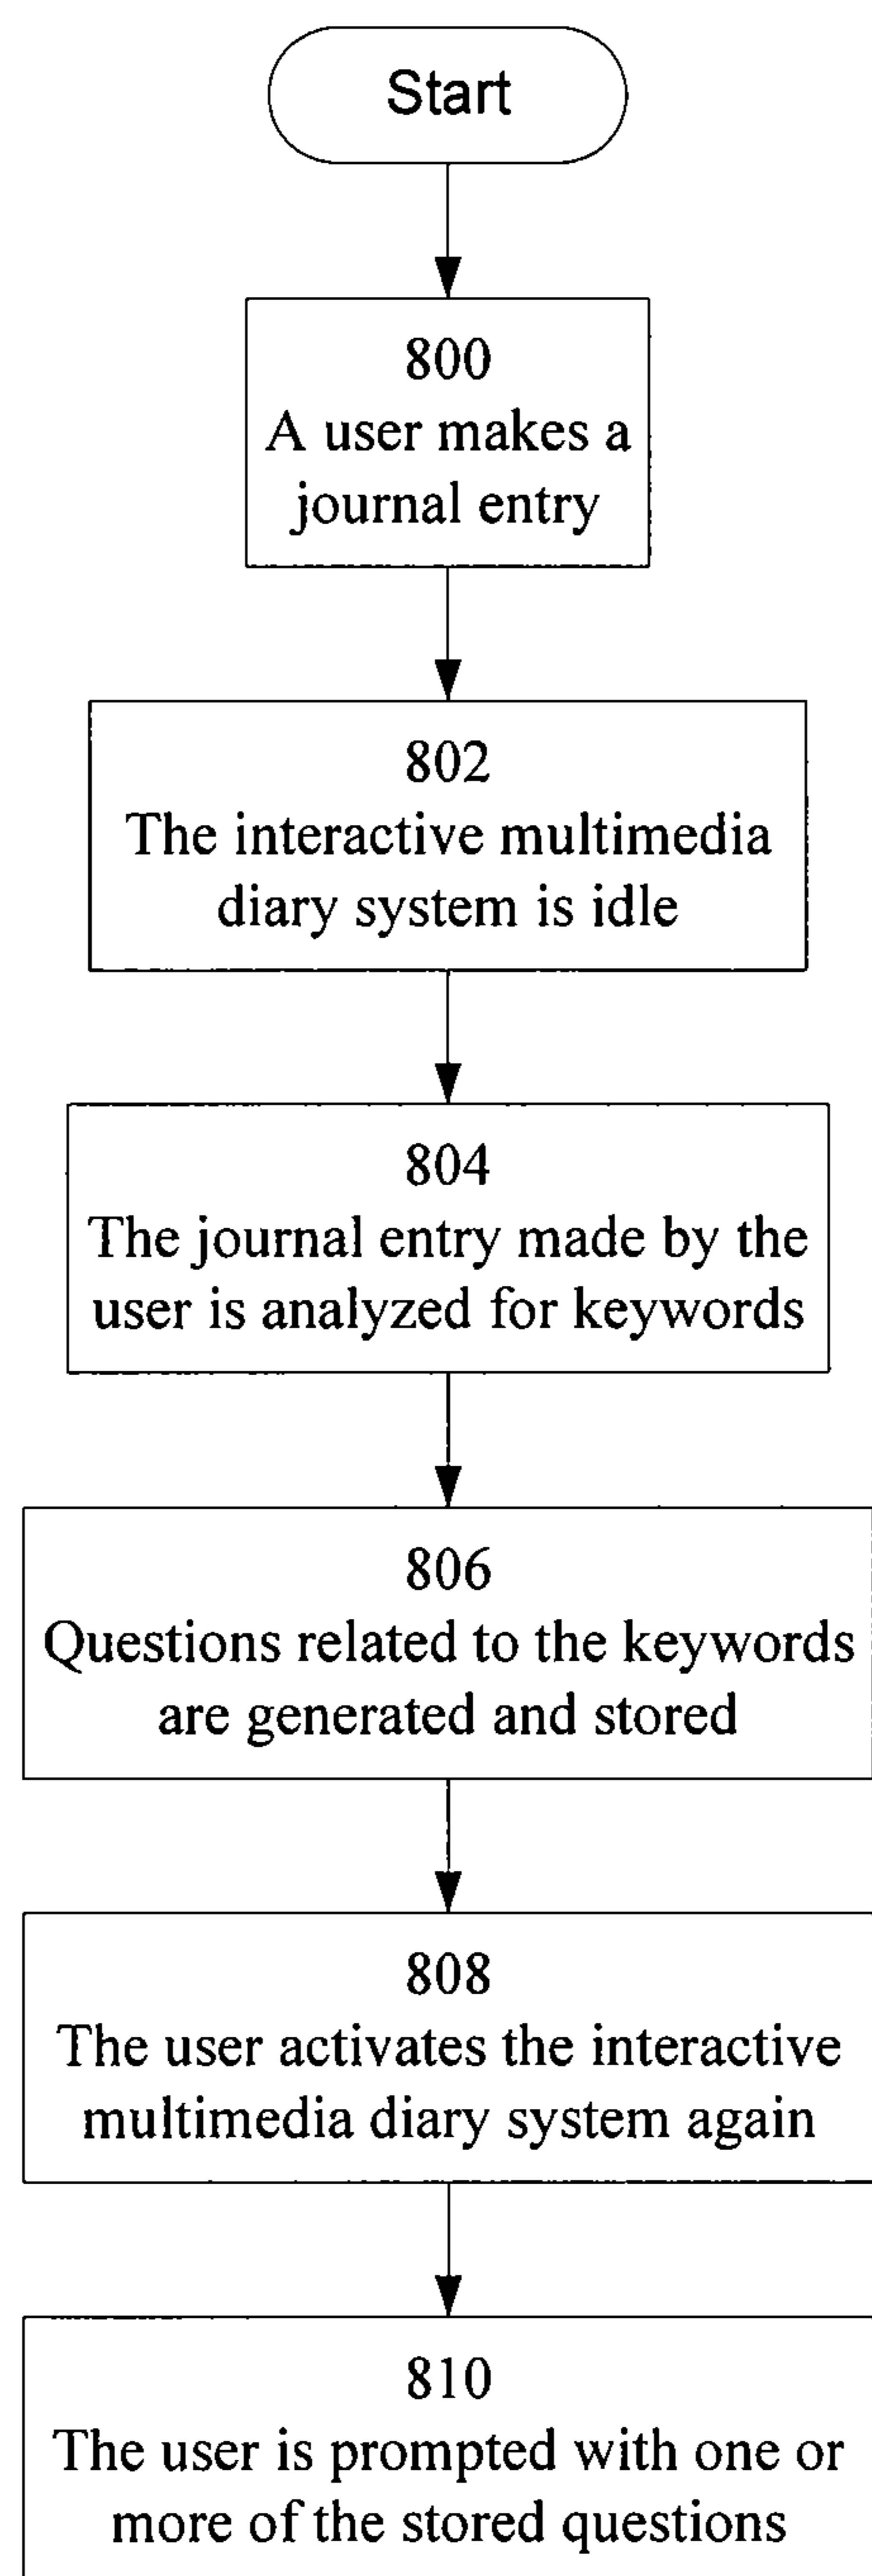 Start
800
A user makes a
journal entry
802
The interactive multimedia
diary system is idle
804
The journal entry made by the
user is analyzed for keywords
806
Questions related to the keywords
are generated and stored
808
The user activates the interactive
multimedia diary system again
810
The user is prompted with one or
more of the stored questions